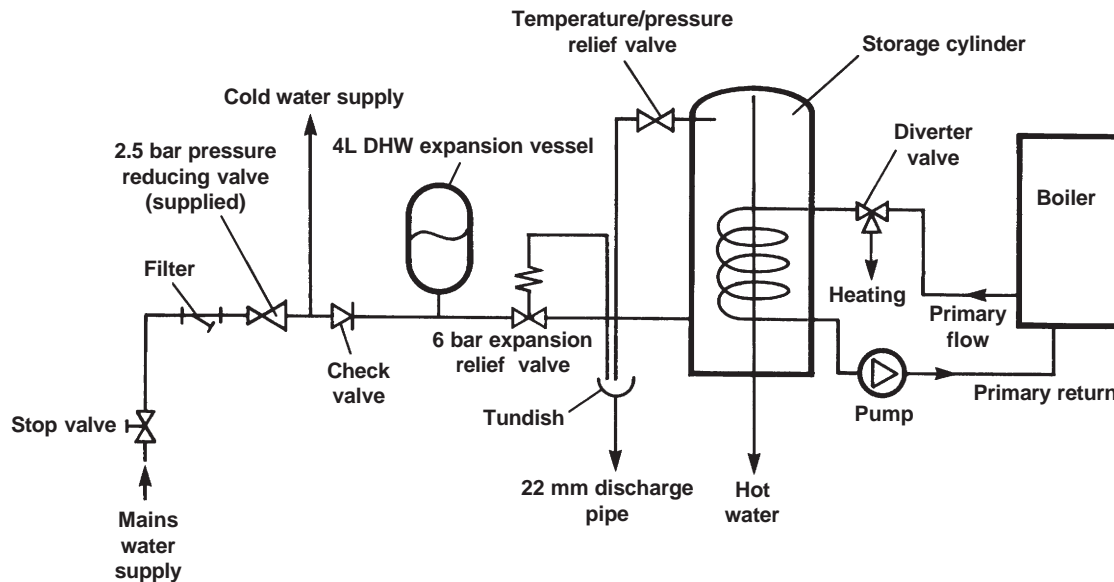 Temperature/pressure
relief valve
Storage cylinder
Cold water supply
4L DHW expansion vessel
Diverter
valve
2.5 bar pressure
reducing valve
(supplied)
Boiler
Filter
Heating
Primary
flow
6 bar expansion
relief valve
Check
valve
Primary return
Pump
Tundish
Stop valve
22 mm discharge
pipe
Hot
water
Mains
water
supply